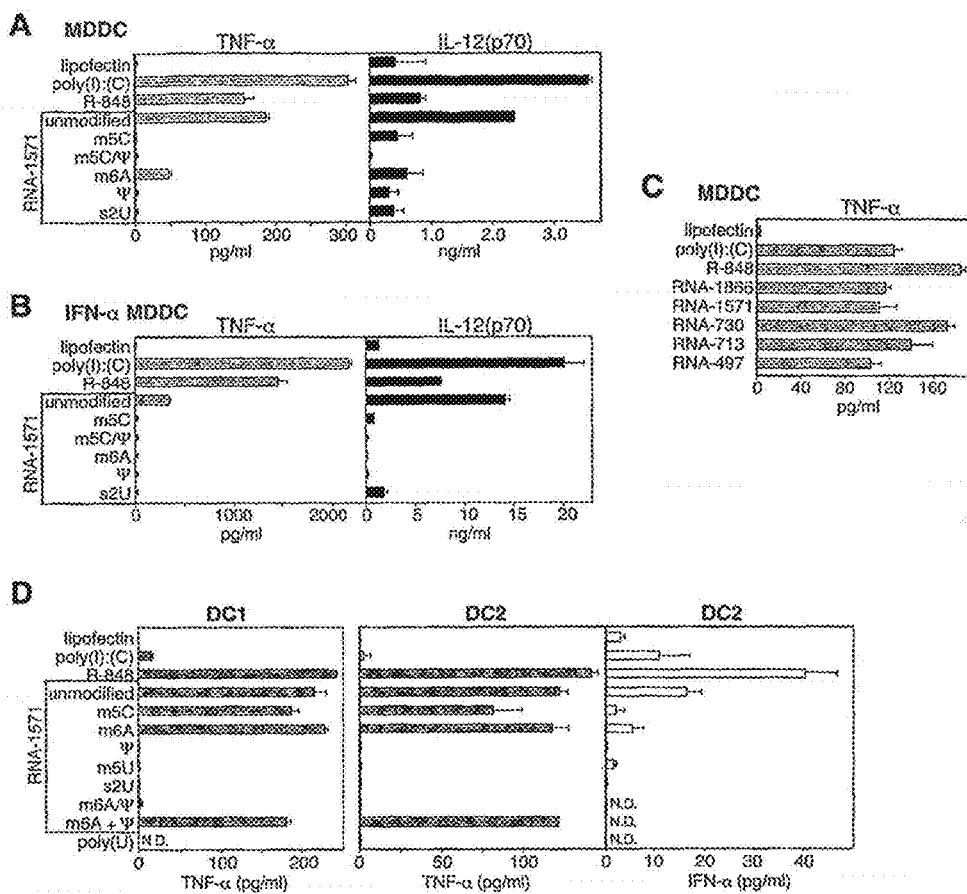 A
MDDC
TNF-α
IL-12(p70)
lipofectin
poly(I):(C)
R-848
unmodified
m5C
m5C/Ψ
m6A
Ψ
s2U
RNA-1571
0 100 200 300
pg/ml
0 1.0 2.0 3.0
ng/ml
B
IFN-α MDDC
TNF-α
IL-12(p70)
lipofectin
poly(I):(C)
R-848
unmodified
m5C
m5C/Ψ
m6A
Ψ
s2U
RNA-1571
0 1000 2000
pg/ml
0 5 10 15 20
ng/ml
C
MDDC
TNF-α
lipofectin
poly(I):(C)
R-848
RNA-1866
RNA-1571
RNA-730
RNA-713
RNA-497
0 40 80 120 160
pg/ml
D
DC1
DC2
DC2
lipofectin
poly(I):(C)
R-848
unmodified
m5C
m6A
Ψ
m5U
s2U
m6A/Ψ N.D.
m6A + Ψ N.D.
poly(U) N.D. N.D.
RNA-1571
0 100 200
TNF-α (pg/ml)
0 50 100
TNF-α (pg/ml)
0 10 20 30 40
IFN-α (pg/ml)